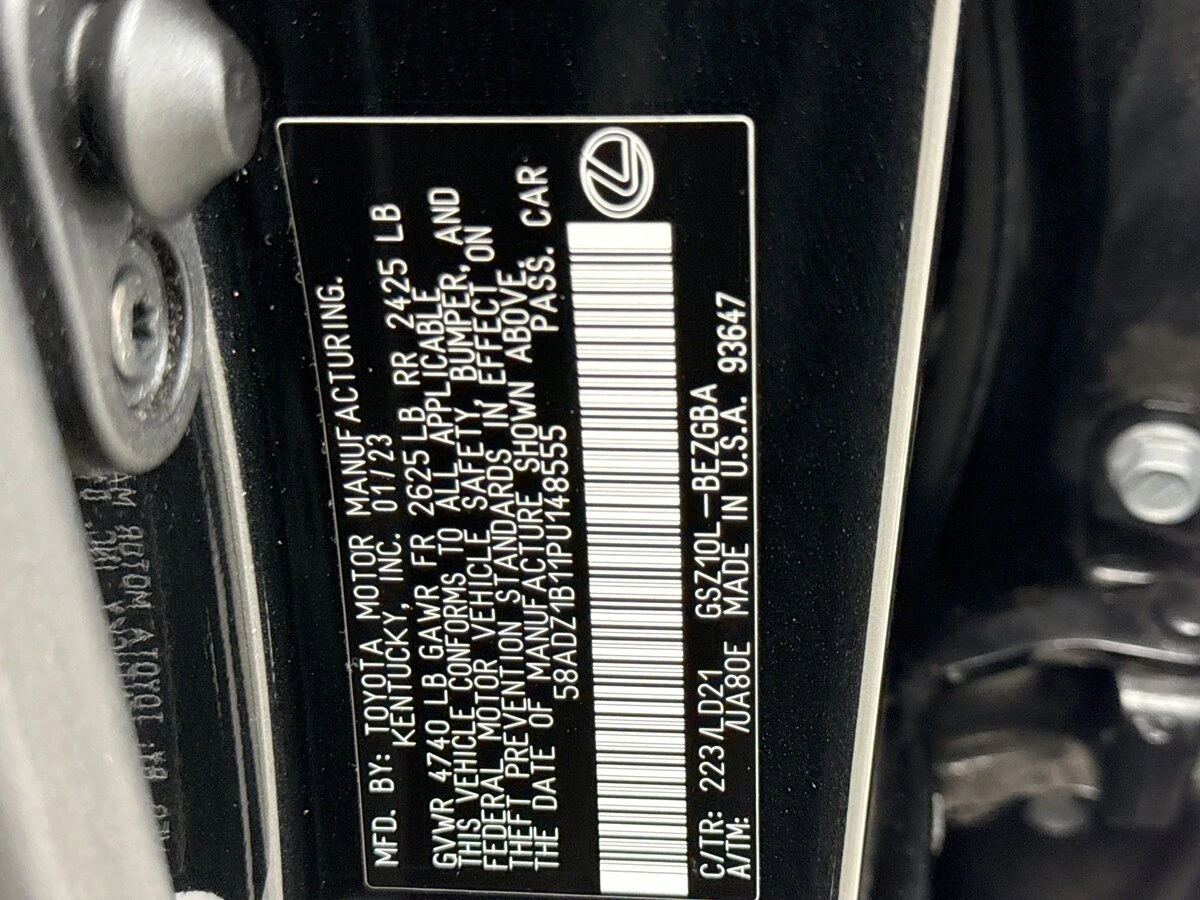 MFD. BY: TOYOTA MOTOR MANUFACTURING.
KENTUCKY, INC. 01/23
GVWR 4740 LB GAWR FR 2625 LB RR 2425 LB
THIS VEHICLE CONFORMS TO ALL APPLICABLE
FEDERAL MOTOR VEHICLE SAFETY, BUMPER, AND
THEFT PREVENTION STANDARDS IN EFFECT ON
THE DATE OF MANUFACTURE SHOWN ABOVE.
58ADZ1B11PU148555 PASS. CAR
C/TR: 223/LD21 GSZ10L-BEZGBA
A/TM: /UA80E MADE IN U.S.A. 93647